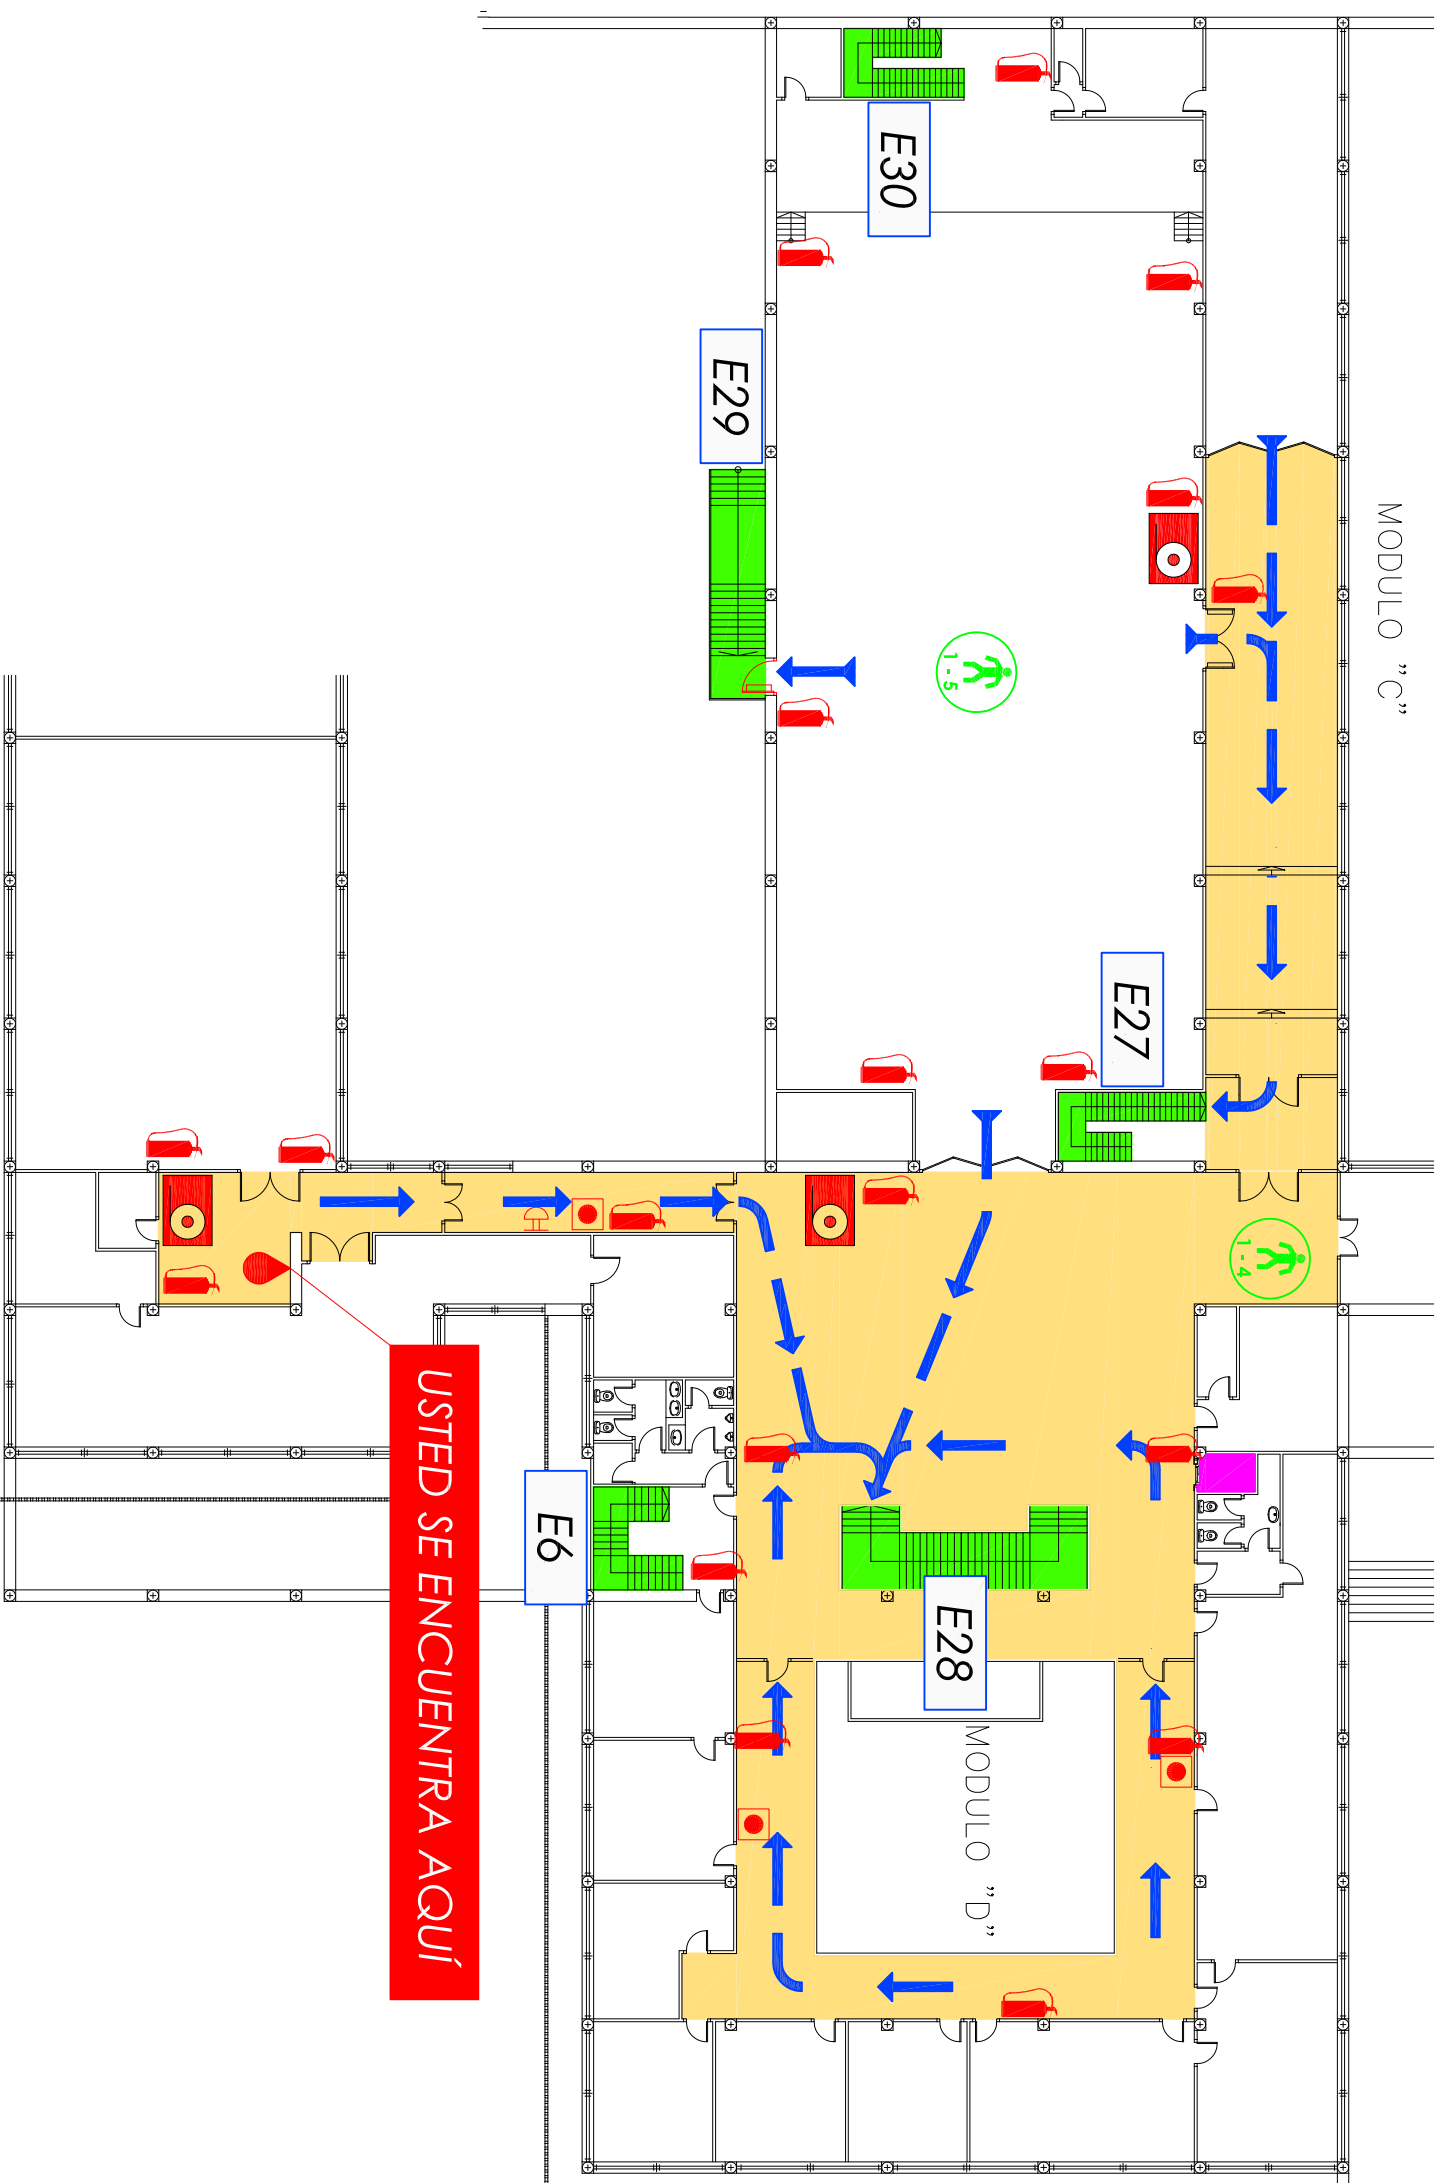 MODULO "C"
E30
E29
E27
1-5
1-4
E6
E28
MODULO "D"
USTED SE ENCUENTRA AQUÍ